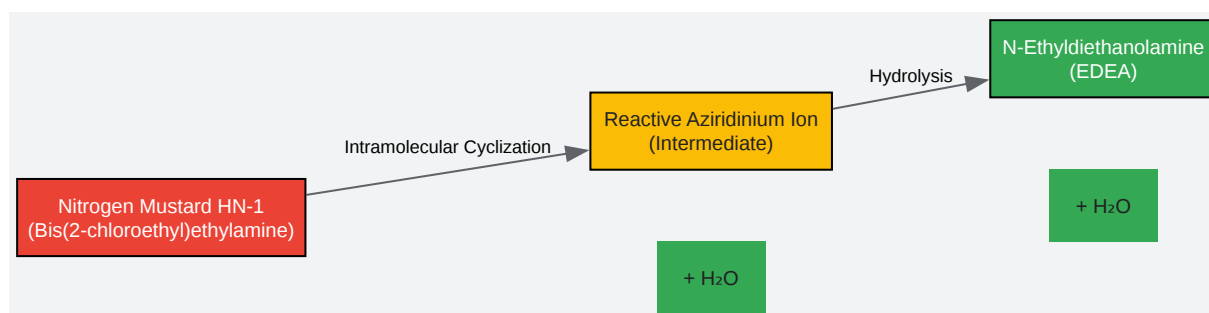 N-Ethyldiethanolamine
(EDEA)
Hydrolysis
Reactive Aziridinium Ion
(Intermediate)
Intramolecular Cyclization
Nitrogen Mustard HN-1
(Bis(2-chloroethyl)ethylamine)
+ H₂O
+ H₂O